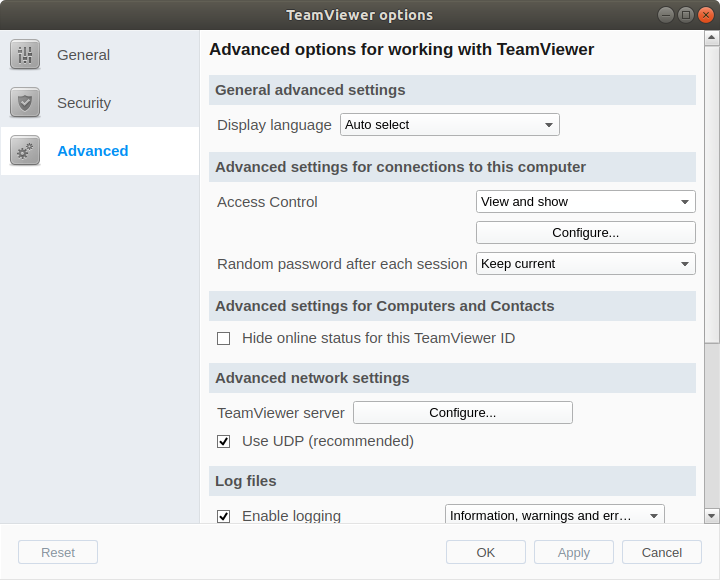 TeamViewer options
General
Security
Advanced
Advanced options for working with TeamViewer
General advanced settings
Display language Auto select
Advanced settings for connections to this computer
Access Control View and show
Configure...
Random password after each session Keep current
Advanced settings for Computers and Contacts
Hide online status for this TeamViewer ID
Advanced network settings
TeamViewer server Configure...
Use UDP (recommended)
Log files
Enable logging Information, warnings and err…
Reset OK Apply Cancel